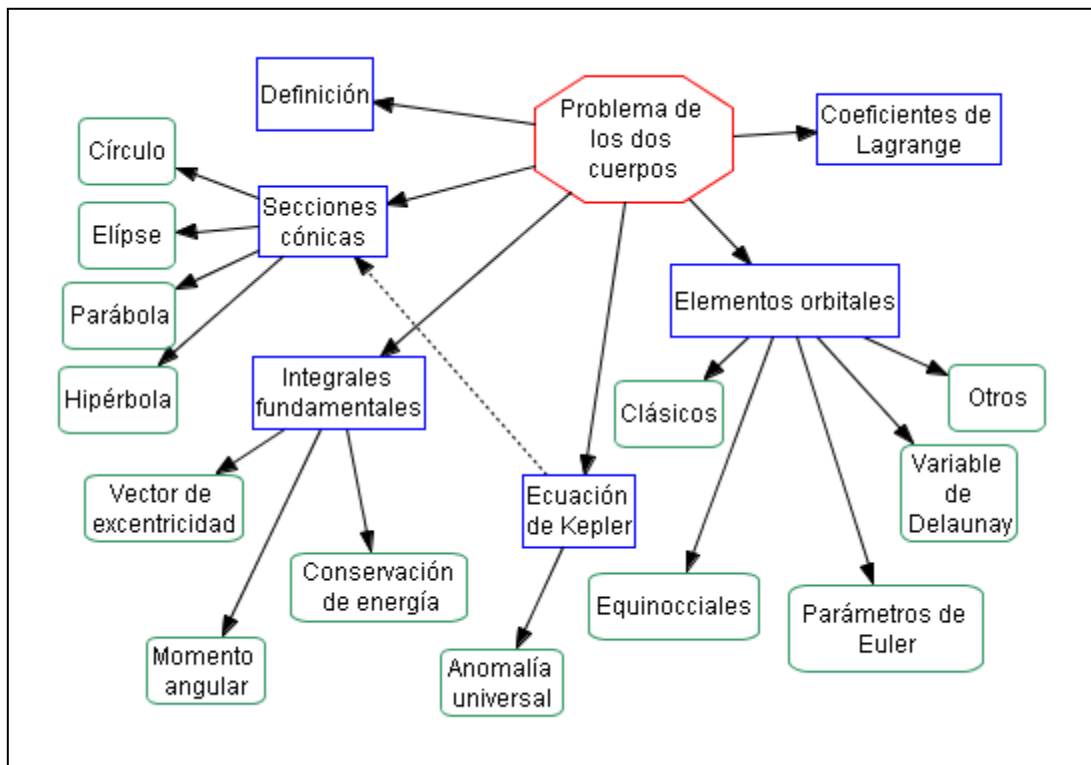 Problema de
los dos
cuerpos
Definición
Coeficientes de
Lagrange
Círculo
Secciones
cónicas
Elípse
Parábola
Hipérbola
Elementos orbitales
Integrales
fundamentales
Clásicos
Otros
Vector de
excentricidad
Ecuación
de Kepler
Variable
de
Delaunay
Conservación
de energía
Equinocciales
Parámetros de
Euler
Momento
angular
Anomalía
universal